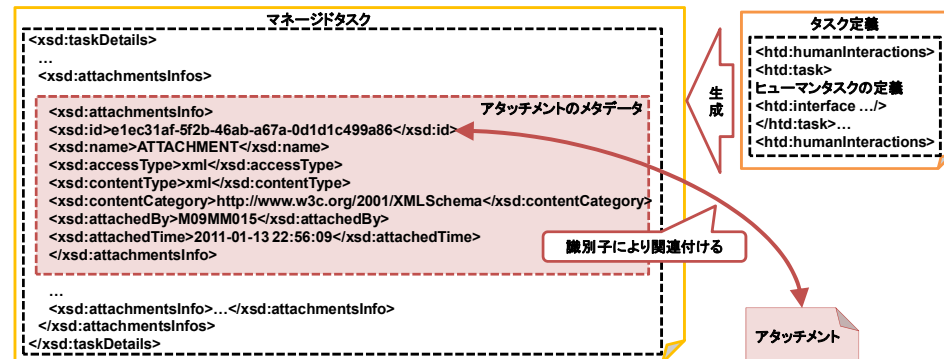 マネージドタスク
<xsd:taskDetails>
…
<xsd:attachmentsInfos>
アタッチメントのメタデータ
<xsd:attachmentsInfo>
<xsd:id>e1ec31af-5f2b-46ab-a67a-0d1d1c499a86</xsd:id>
<xsd:name>ATTACHMENT</xsd:name>
<xsd:accessType>xml</xsd:accessType>
<xsd:contentType>xml</xsd:contentType>
<xsd:contentCategory>http://www.w3c.org/2001/XMLSchema</xsd:contentCategory>
<xsd:attachedBy>M09MM015</xsd:attachedBy>
<xsd:attachedTime>2011-01-13 22:56:09</xsd:attachedTime>
</xsd:attachmentsInfo>
…
<xsd:attachmentsInfo>…</xsd:attachmentsInfo>
</xsd:attachmentsInfos>
</xsd:taskDetails>
生成
タスク定義
<htd:humanInteractions>
<htd:task>
ヒューマンタスクの定義
<htd:interface .../>
</htd:task>…
<htd:humanInteractions>
識別子により関連付ける
アタッチメント